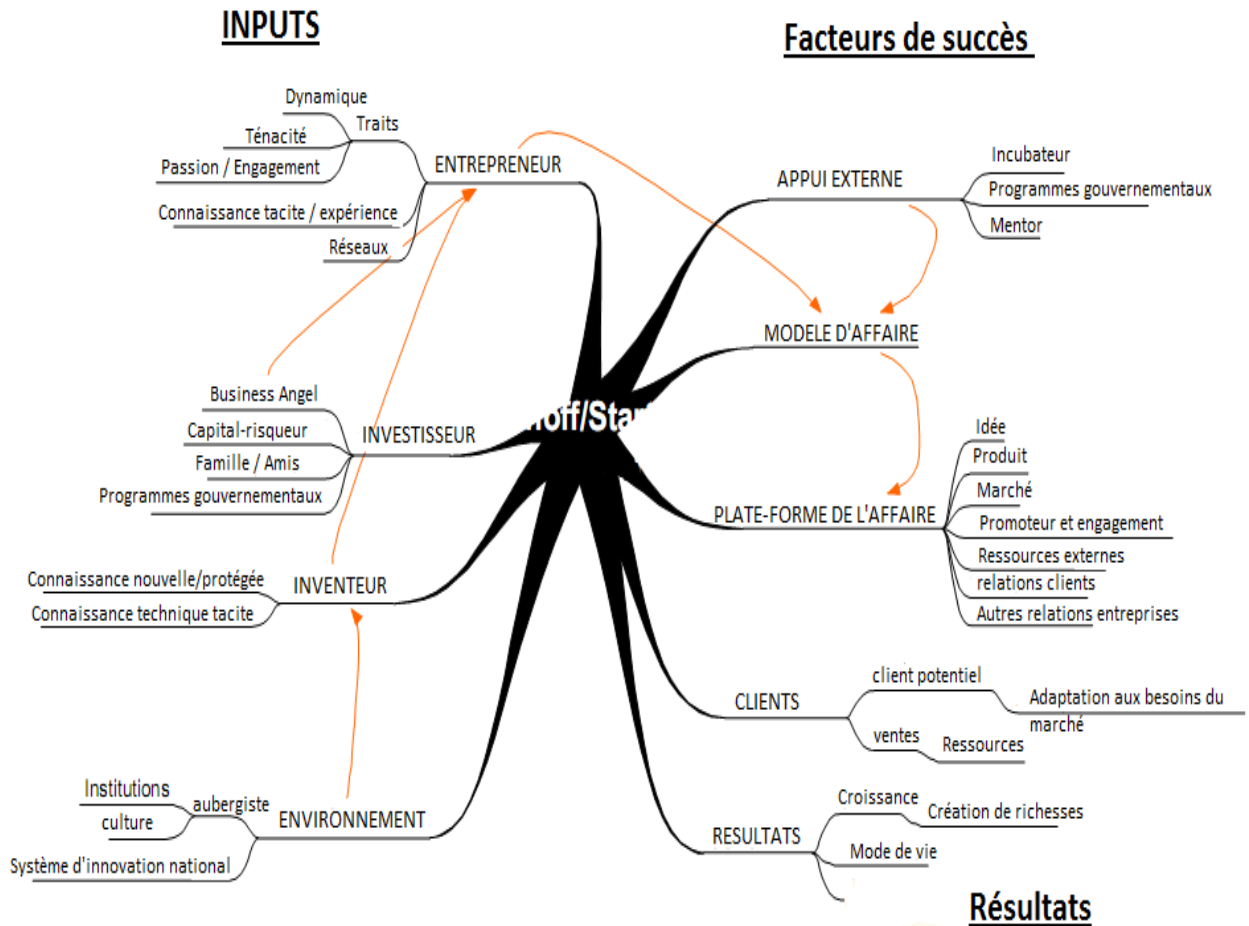 INPUTS
Facteurs de succès
Dynamique
Traits
Ténacité
Passion / Engagement
ENTREPRENEUR
Connaissance tacite / expérience
Réseaux
Business Angel
Capital-risqueur
INVESTISSEUR
Famille / Amis
Programmes gouvernementaux
Connaissance nouvelle/protégée
INVENTEUR
Connaissance technique tacite
Institutions
aubergiste
culture
ENVIRONNEMENT
Système d'innovation national
APPUI EXTERNE
Incubateur
Programmes gouvernementaux
Mentor
MODELE D'AFFAIRE
PLATE-FORME DE L'AFFAIRE
Idée
Produit
Marché
Promoteur et engagement
Ressources externes
relations clients
Autres relations entreprises
CLIENTS
client potentiel
Adaptation aux besoins du
marché
ventes
Ressources
RESULTATS
Croissance
Création de richesses
Mode de vie
Résultats